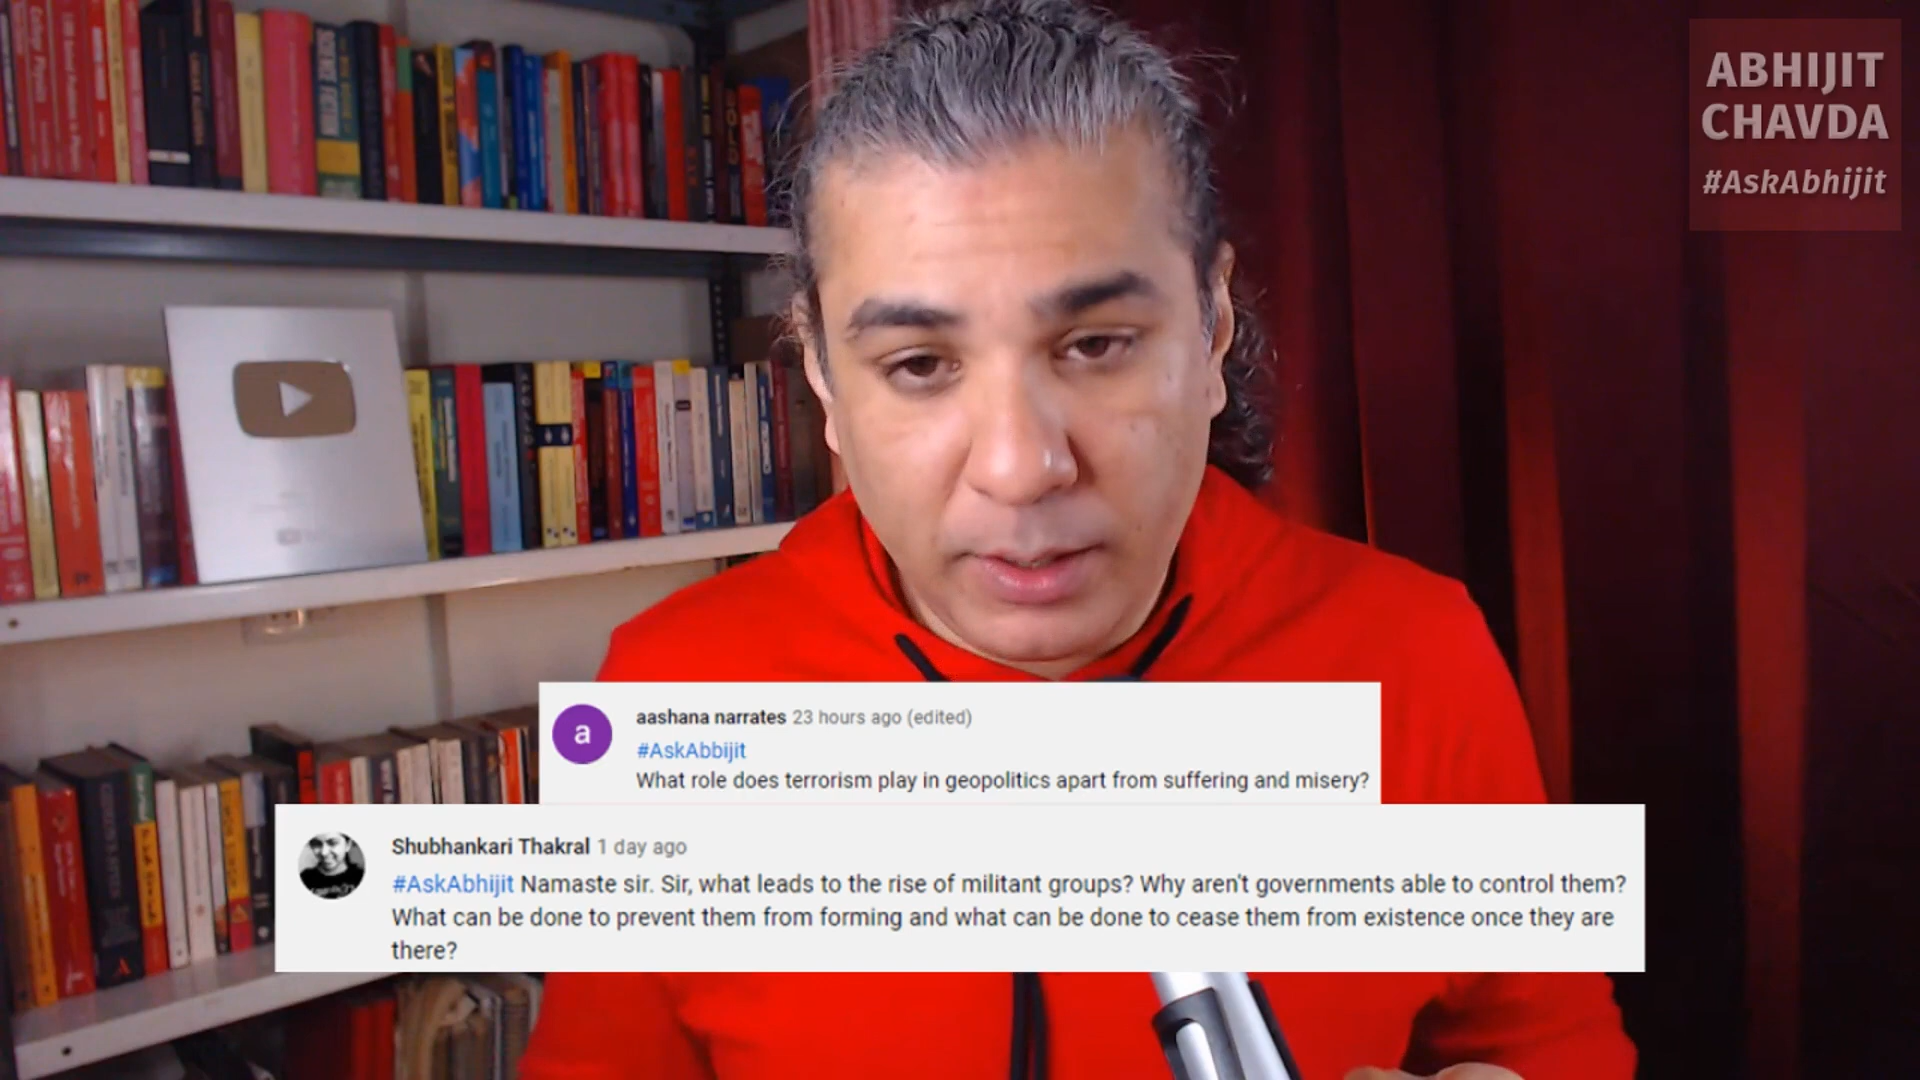 ABHIJIT
CHAVDA
#AskAbhijit
aashana narrates 23 hours ago (edited)
a
#AskAbbijit
What role does terrorism play in geopolitics apart from suffering and misery?
Shubhankari Thakral 1 day ago
#AskAbhijit Namaste sir. Sir, what leads to the rise of militant groups? Why aren't governments able to control them?
What can be done to prevent them from forming and what can be done to cease them from existence once they are
there?